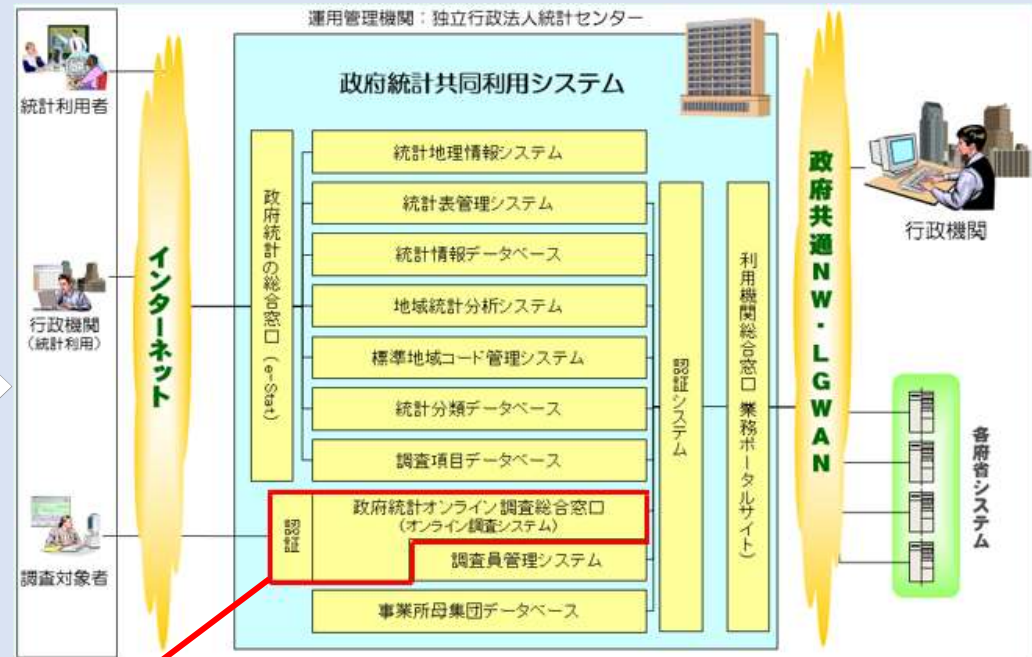 運用管理機関：独立行政法人統計センター
政府統計共同利用システム
統計利用者
行政機関
（統計利用）
調査対象者
インターネット
政府統計の総合窓口（e-Stat）
統計地理情報システム
統計表管理システム
統計情報データベース
地域統計分析システム
標準地域コード管理システム
統計分類データベース
調査項目データベース
認証
政府統計オンライン調査総合窓口
（オンライン調査システム）
調査員管理システム
事業所母集団データベース
認証システム
利用機関総合窓口（業務ポータルサイト）
政府共通NW・LGWAN
行政機関
各府省システム